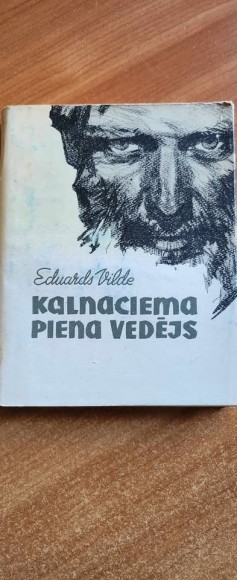 Eduards Vilde
KALNACIEMA
PIENA VEDĒJS